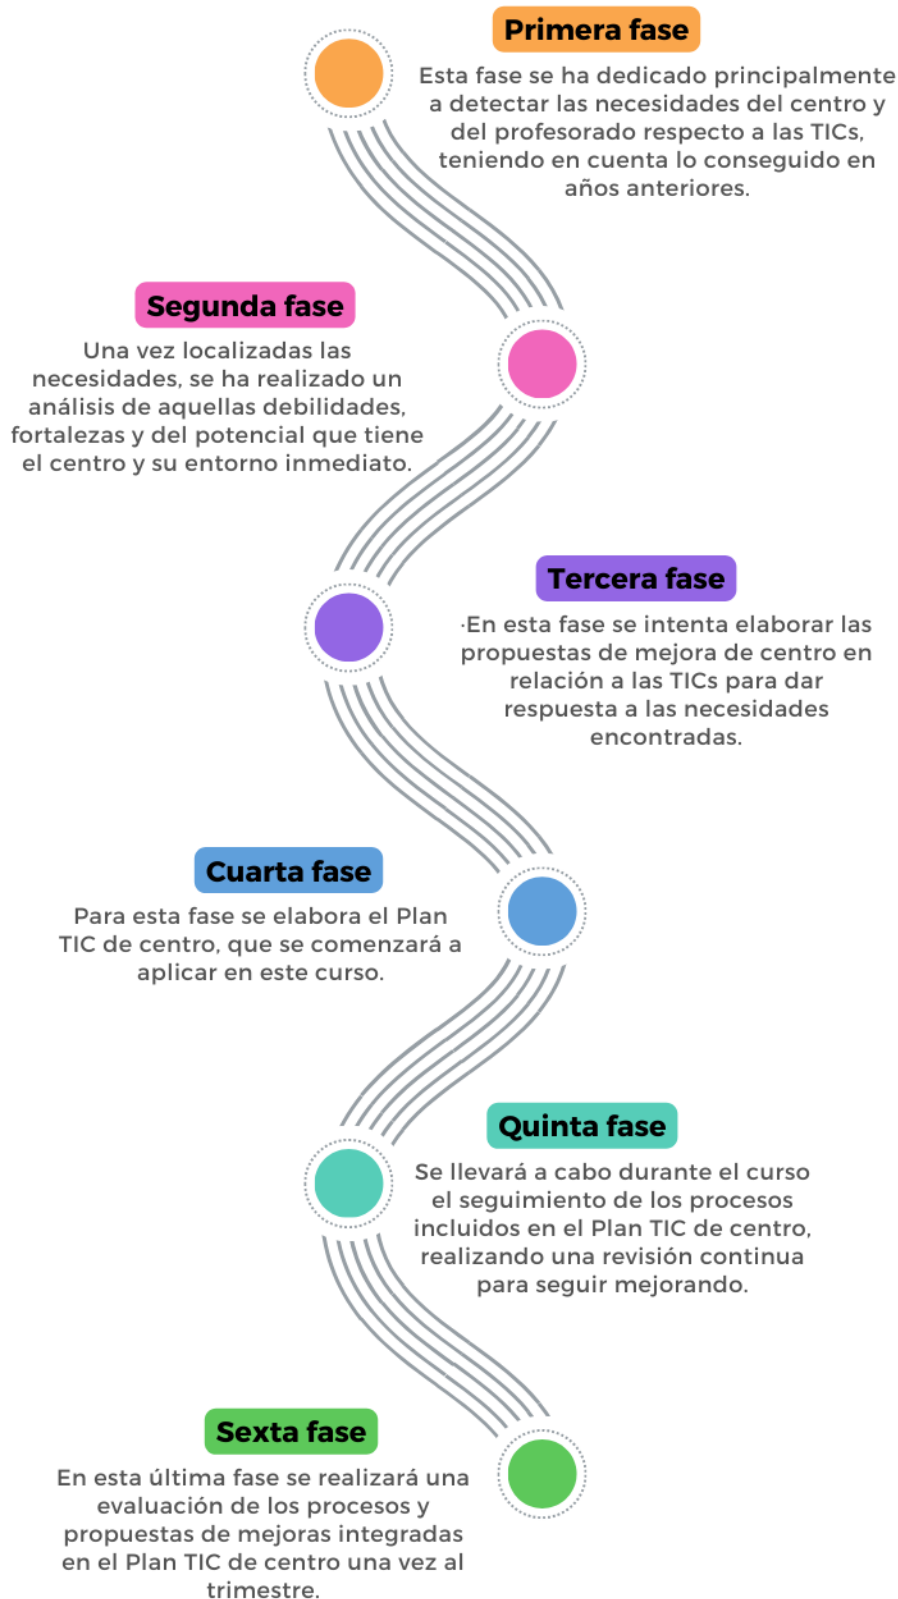 Primera fase
Esta fase se ha dedicado principalmente
a detectar las necesidades del centro y
del profesorado respecto a las TICs,
teniendo en cuenta lo conseguido en
años anteriores.
Segunda fase
Una vez localizadas las
necesidades, se ha realizado un
análisis de aquellas debilidades,
fortalezas y del potencial que tiene
el centro y su entorno inmediato.
Tercera fase
·En esta fase se intenta elaborar las
propuestas de mejora de centro en
relación a las TICs para dar
respuesta a las necesidades
encontradas.
Cuarta fase
Para esta fase se elabora el Plan
TIC de centro, que se comenzará a
aplicar en este curso.
Quinta fase
Se llevará a cabo durante el curso
el seguimiento de los procesos
incluidos en el Plan TIC de centro,
realizando una revisión continua
para seguir mejorando.
Sexta fase
En esta última fase se realizará una
evaluación de los procesos y
propuestas de mejoras integradas
en el Plan TIC de centro una vez al
trimestre.